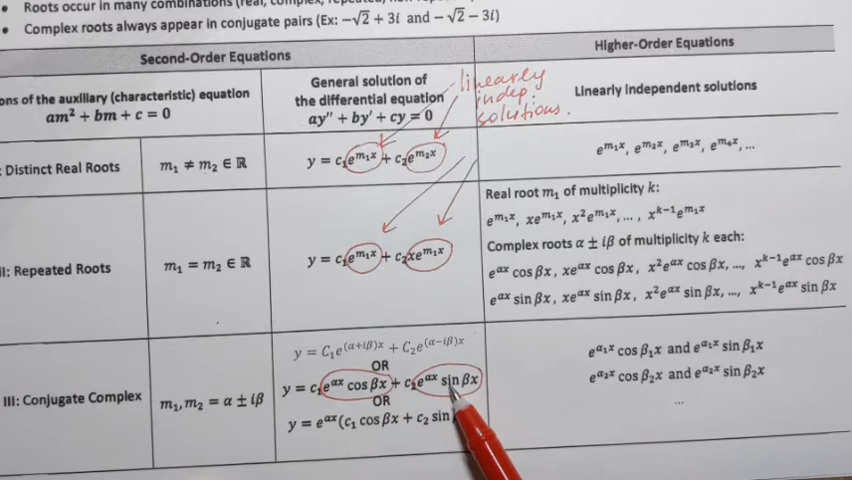 Roots occur in many combinations (real, complex, repeated,
• Complex roots always appear in conjugate pairs (Ex: −√2 + 3i and −√2 − 3i)
Second-Order Equations
Higher-Order Equations
ons of the auxiliary (characteristic) equation
am² + bm + c = 0
General solution of
the differential equation
ay'' + by' + cy = 0
linearly
indep.
solutions.
Linearly independent solutions
: Distinct Real Roots
m₁ ≠ m₂ ∈ ℝ
y = c₁e^{m₁x} + c₂e^{m₂x}
e^{m₁x}, e^{m₂x}, e^{m₃x}, e^{m₄x}, ...
II: Repeated Roots
m₁ = m₂ ∈ ℝ
y = c₁e^{m₁x} + c₂xe^{m₁x}
Real root m₁ of multiplicity k:
e^{m₁x}, xe^{m₁x}, x²e^{m₁x}, ..., x^{k−1}e^{m₁x}
Complex roots α ± iβ of multiplicity k each:
e^{αx} cos βx, xe^{αx} cos βx, x²e^{αx} cos βx, ..., x^{k−1}e^{αx} cos βx
e^{αx} sin βx, xe^{αx} sin βx, x²e^{αx} sin βx, ..., x^{k−1}e^{αx} sin βx
III: Conjugate Complex
m₁, m₂ = α ± iβ
y = C₁e^{(α+iβ)x} + C₂e^{(α−iβ)x}
OR
y = c₁e^{αx} cos βx + c₂e^{αx} sin βx
OR
y = e^{αx}(c₁ cos βx + c₂ sin
e^{α₁x} cos β₁x and e^{α₁x} sin β₁x
e^{α₂x} cos β₂x and e^{α₂x} sin β₂x
...